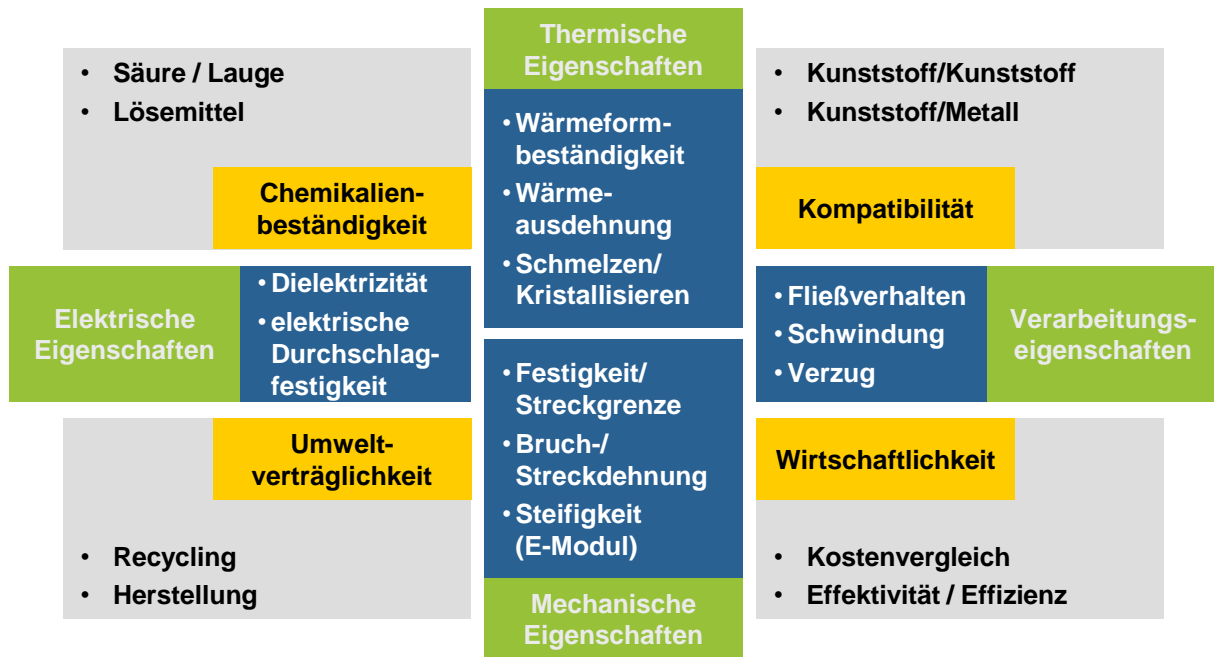 Thermische
Eigenschaften
• Säure / Lauge
• Lösemittel
Chemikalien-
beständigkeit
• Wärmeform-
beständigkeit
• Wärme-
ausdehnung
• Schmelzen/
Kristallisieren
• Kunststoff/Kunststoff
• Kunststoff/Metall
Kompatibilität
Elektrische
Eigenschaften
• Dielektrizität
• elektrische
Durchschlag-
festigkeit
• Fließverhalten
• Schwindung
• Verzug
Verarbeitungs-
eigenschaften
Umwelt-
verträglichkeit
• Recycling
• Herstellung
• Festigkeit/
Streckgrenze
• Bruch-/
Streckdehnung
• Steifigkeit
(E-Modul)
Mechanische
Eigenschaften
Wirtschaftlichkeit
• Kostenvergleich
• Effektivität / Effizienz